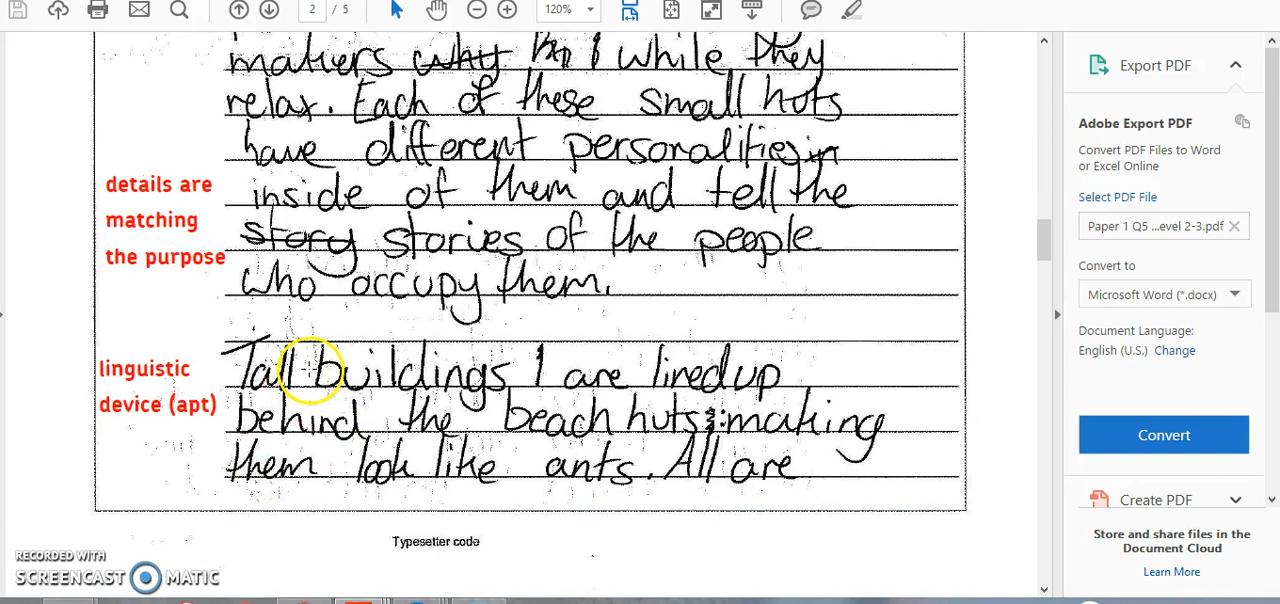 2 / 5
120%
makers why while they
relax. Each of these small huts
have different personalities in
inside of them and tell the
story stories of the people
who occupy them.
Tall buildings are lined up
behind the beach huts making
them look like ants. All are
details are
matching
the purpose
linguistic
device (apt)
Typesetter code
RECORDED WITH
SCREENCAST MATIC
Export PDF
Adobe Export PDF
Convert PDF Files to Word
or Excel Online
Select PDF File
Paper 1 Q5 ...evel 2-3.pdf
Convert to
Microsoft Word (*.docx)
Document Language:
English (U.S.) Change
Convert
Create PDF
Store and share files in the
Document Cloud
Learn More